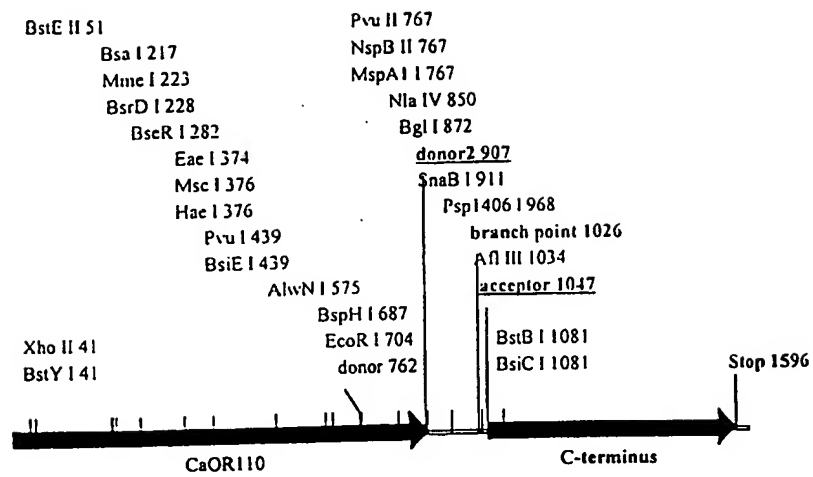 BstE II 51
Bsa I 217
Mme I 223
BsrD I 228
BseR I 282
Eae I 374
Msc I 376
Hae I 376
Pvu I 439
BsiE I 439
AlwN I 575
BspH I 687
EcoR I 704
donor 762
Xho II 41
BstY I 41
Pvu II 767
NspB II 767
MspA1 I 767
Nla IV 850
Bgl I 872
donor2 907
SnaB I 911
Psp1406 I 968
branch point 1026
Afl III 1034
acceptor 1047
BstB I 1081
BsiC I 1081
Stop 1596
CaOR110
C-terminus